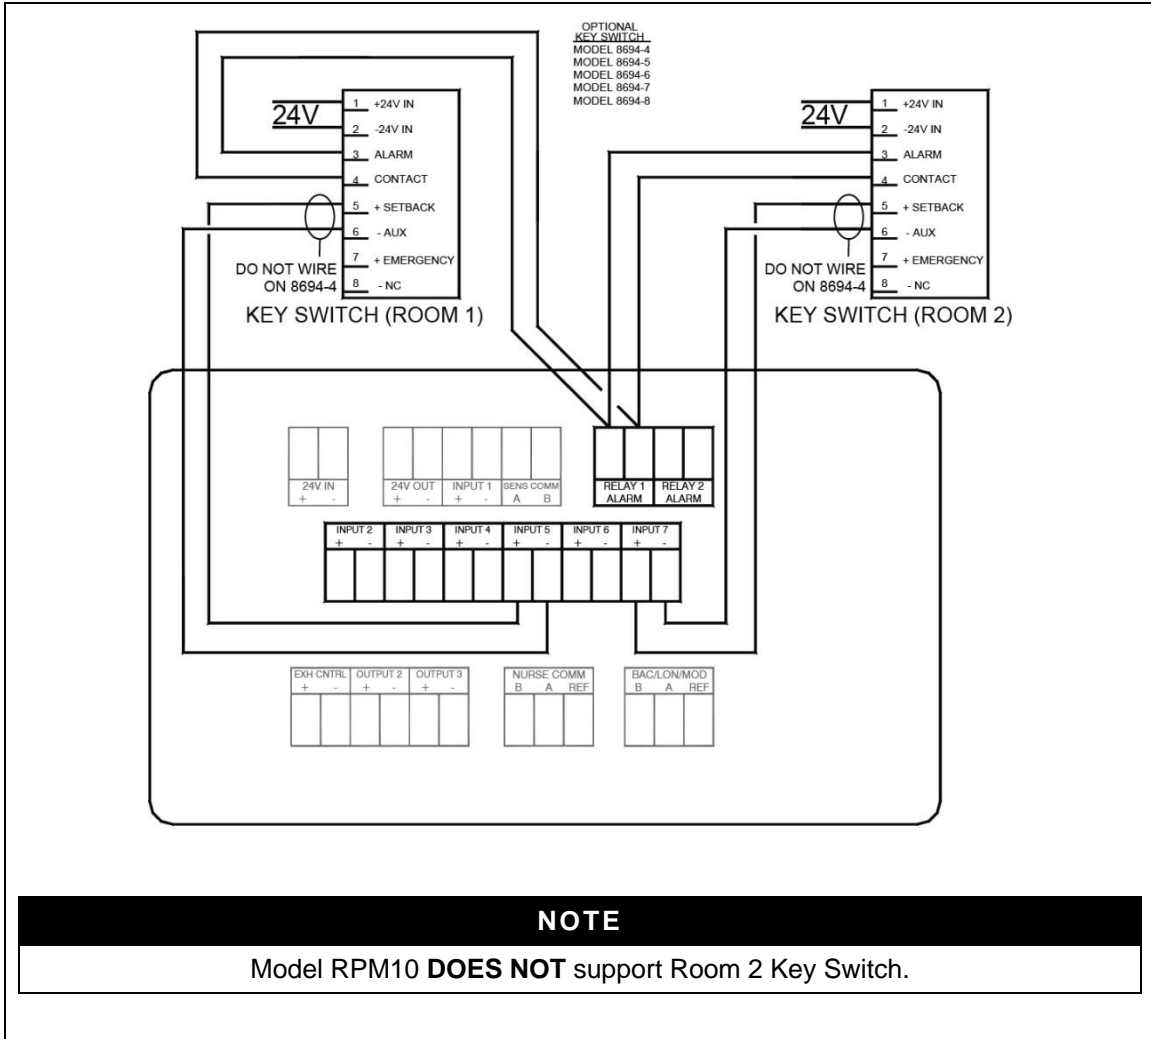 OPTIONAL
KEY SWITCH
MODEL 8694-4
MODEL 8694-5
MODEL 8694-6
MODEL 8694-7
MODEL 8694-8
24V
1 +24V IN
2 -24V IN
3 ALARM
4 CONTACT
5 + SETBACK
6 - AUX
7 + EMERGENCY
8 - NC
DO NOT WIRE
ON 8694-4
KEY SWITCH (ROOM 1)
24V
1 +24V IN
2 -24V IN
3 ALARM
4 CONTACT
5 + SETBACK
6 - AUX
7 + EMERGENCY
8 - NC
DO NOT WIRE
ON 8694-4
KEY SWITCH (ROOM 2)
24V IN
+ -
24V OUT INPUT 1 SENS COMM
+ - + - A B
RELAY 1 RELAY 2
ALARM ALARM
INPUT 2 INPUT 3 INPUT 4 INPUT 5 INPUT 6 INPUT 7
+ - + - + - + - + - + -
EXH CNTRL OUTPUT 2 OUTPUT 3
+ - + - + -
NURSE COMM
B A REF
BAC/LON/MOD
B A REF
NOTE
Model RPM10 DOES NOT support Room 2 Key Switch.